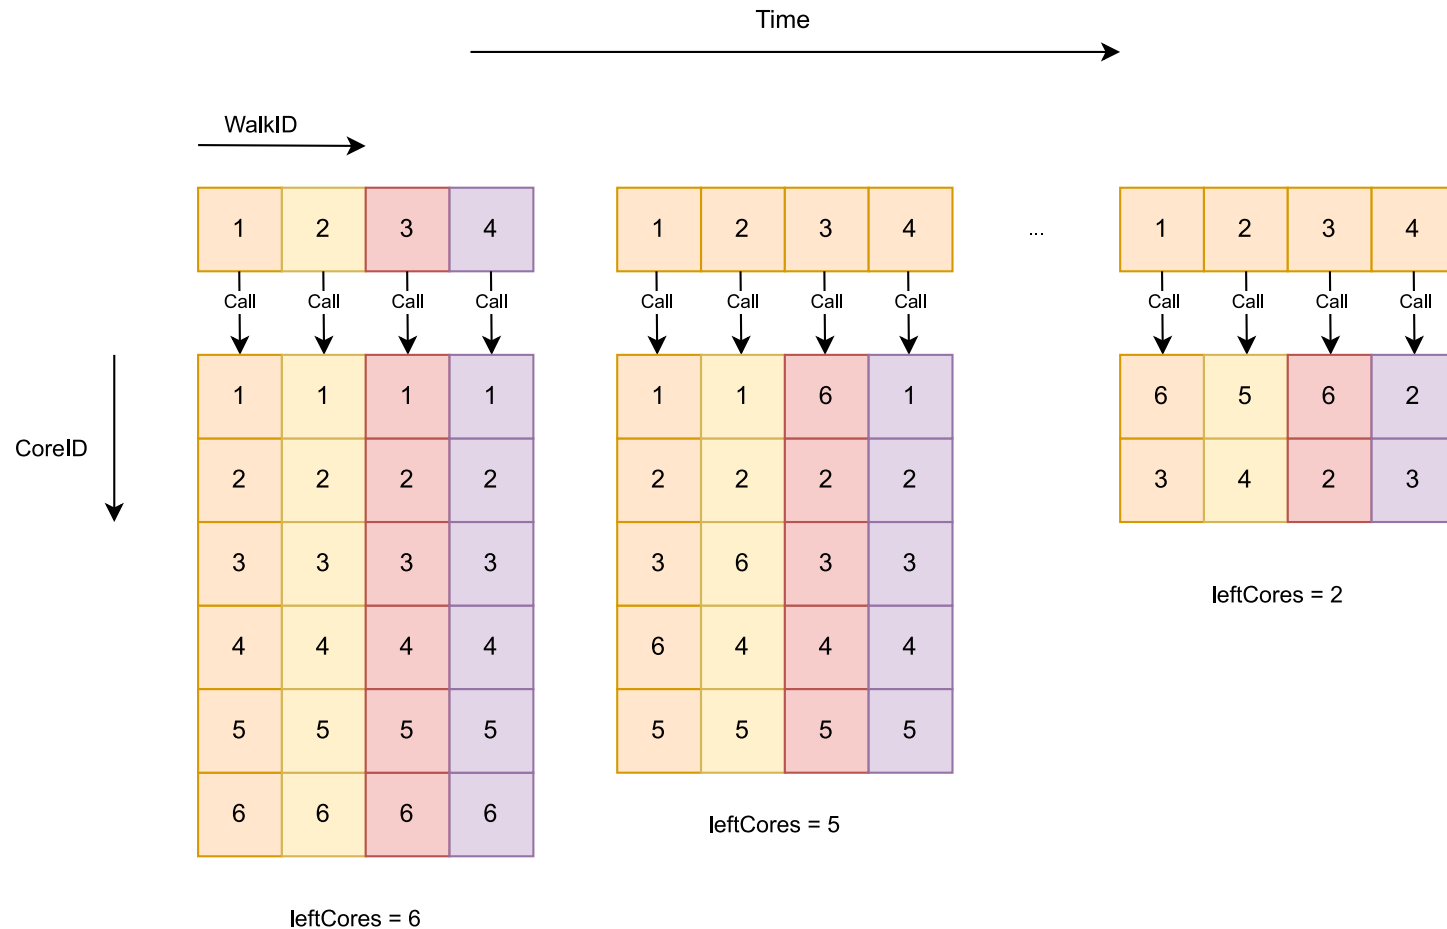 Time
WalkID
1 2 3 4 1 2 3 4 ... 1 2 3 4
Call Call Call Call Call Call Call Call Call Call Call Call
1 1 1 1 1 1 6 1 6 5 6 2
CoreID
2 2 2 2 2 2 2 2 3 4 2 3
3 3 3 3 3 6 3 3
leftCores = 2
4 4 4 4 6 4 4 4
5 5 5 5 5 5 5 5
6 6 6 6
leftCores = 5
leftCores = 6